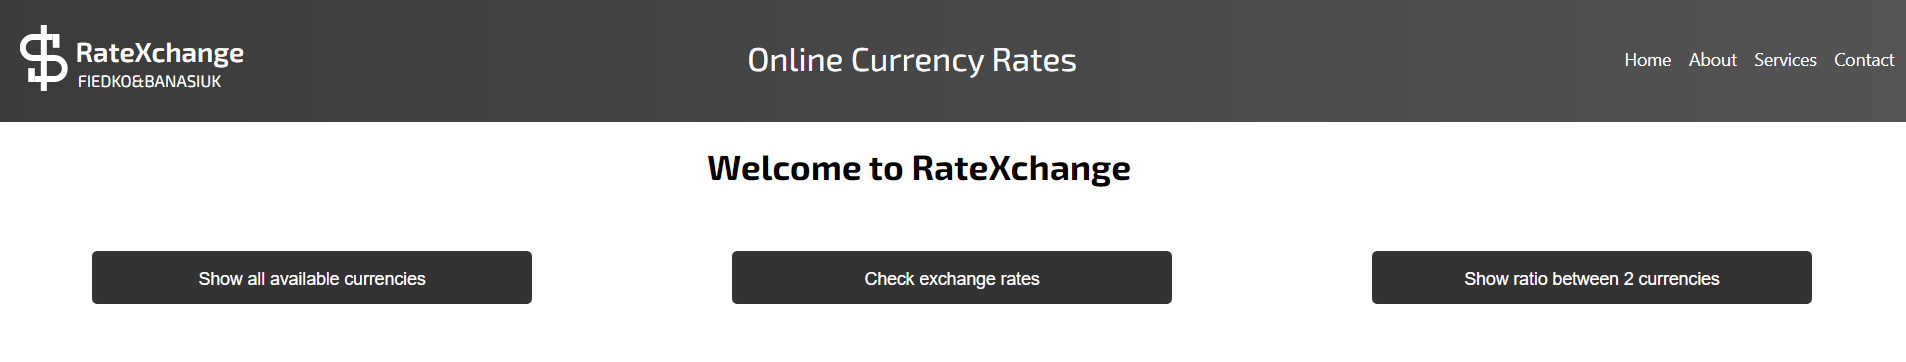 RateXchange
FIEDKO&BANASIUK
Online Currency Rates
Home About Services Contact
Welcome to RateXchange
Show all available currencies
Check exchange rates
Show ratio between 2 currencies